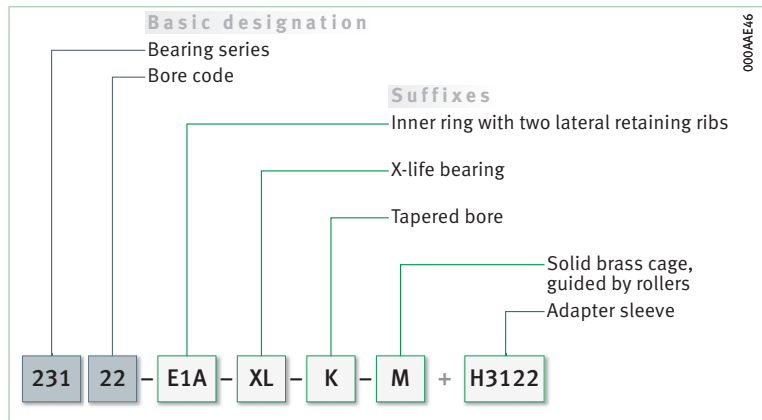 Basic designation
Bearing series
Bore code
Suffixes
Inner ring with two lateral retaining ribs
X-life bearing
Tapered bore
Solid brass cage,
guided by rollers
Adapter sleeve
231 22 – E1A – XL – K – M + H3122
000AAE46